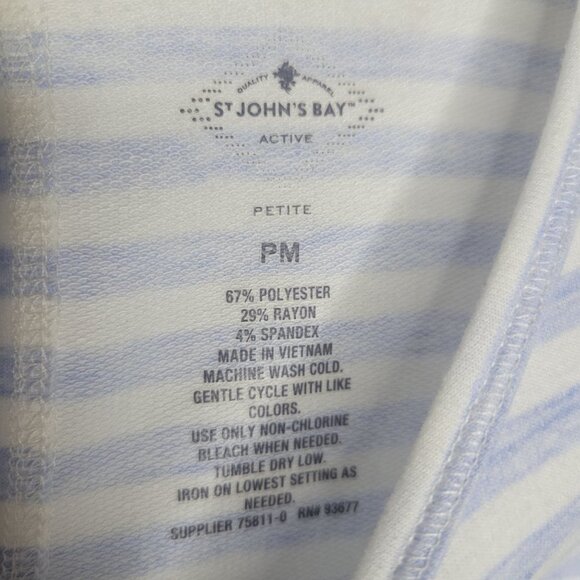 QUALITY APPAREL
ST JOHN'S BAY™
ACTIVE
PETITE
PM
67% POLYESTER
29% RAYON
4% SPANDEX
MADE IN VIETNAM
MACHINE WASH COLD.
GENTLE CYCLE WITH LIKE
COLORS.
USE ONLY NON-CHLORINE
BLEACH WHEN NEEDED.
TUMBLE DRY LOW.
IRON ON LOWEST SETTING AS
NEEDED.
SUPPLIER 75811-0 RN# 93677